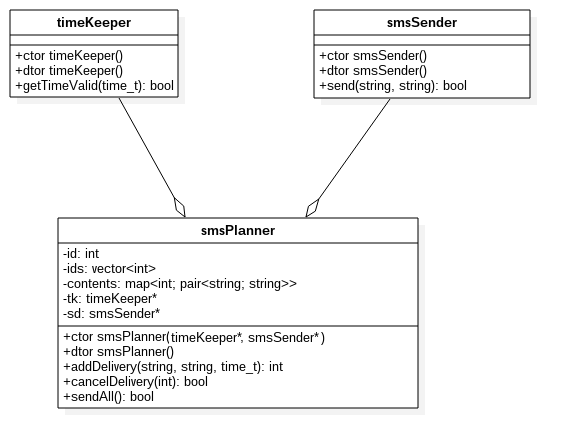 timeKeeper
+ctor timeKeeper()
+dtor timeKeeper()
+getTimeValid(time_t): bool
smsSender
+ctor smsSender()
+dtor smsSender()
+send(string, string): bool
smsPlanner
-id: int
-ids: vector<int>
-contents: map<int; pair<string; string>>
-tk: timeKeeper*
-sd: smsSender*
+ctor smsPlanner(timeKeeper*, smsSender*)
+dtor smsPlanner()
+addDelivery(string, string, time_t): int
+cancelDelivery(int): bool
+sendAll(): bool